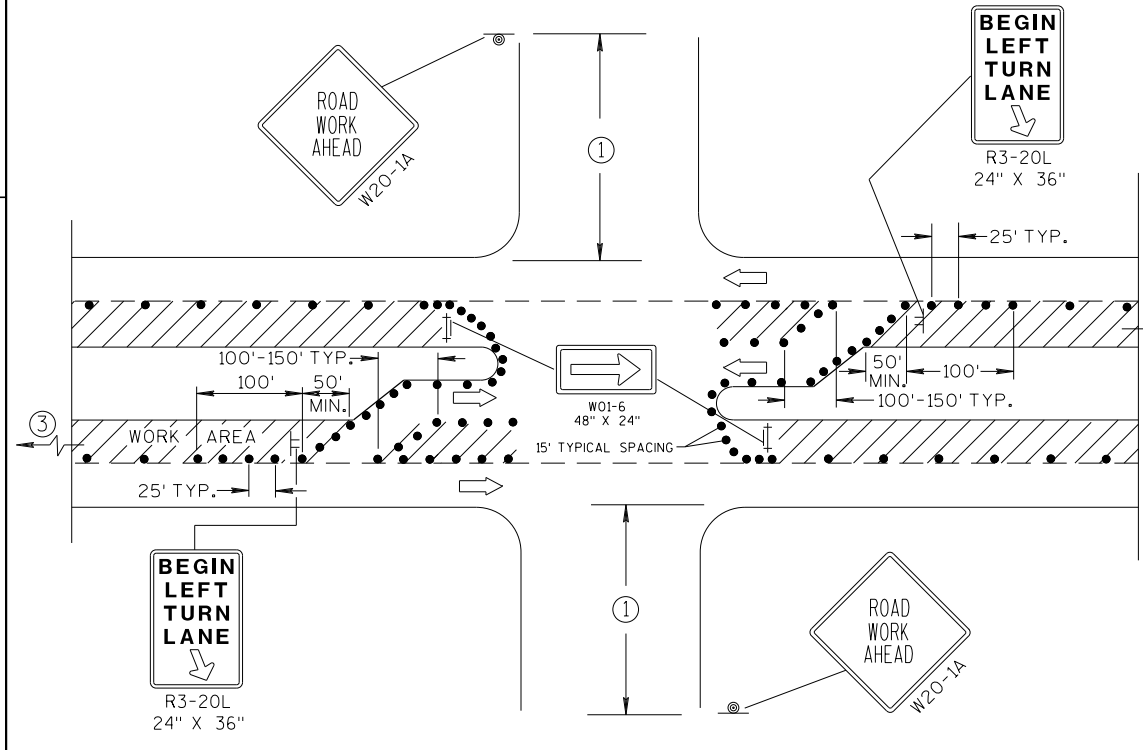 ROAD
WORK
AHEAD
W20-1A
1
BEGIN
LEFT
TURN
LANE
R3-20L
24" X 36"
25' TYP.
100'-150' TYP.
100'
50'
MIN.
50'
MIN.
100'
100'-150' TYP.
W01-6
48" X 24"
15' TYPICAL SPACING
3
WORK AREA
25' TYP.
BEGIN
LEFT
TURN
LANE
R3-20L
24" X 36"
1
ROAD
WORK
AHEAD
W20-1A